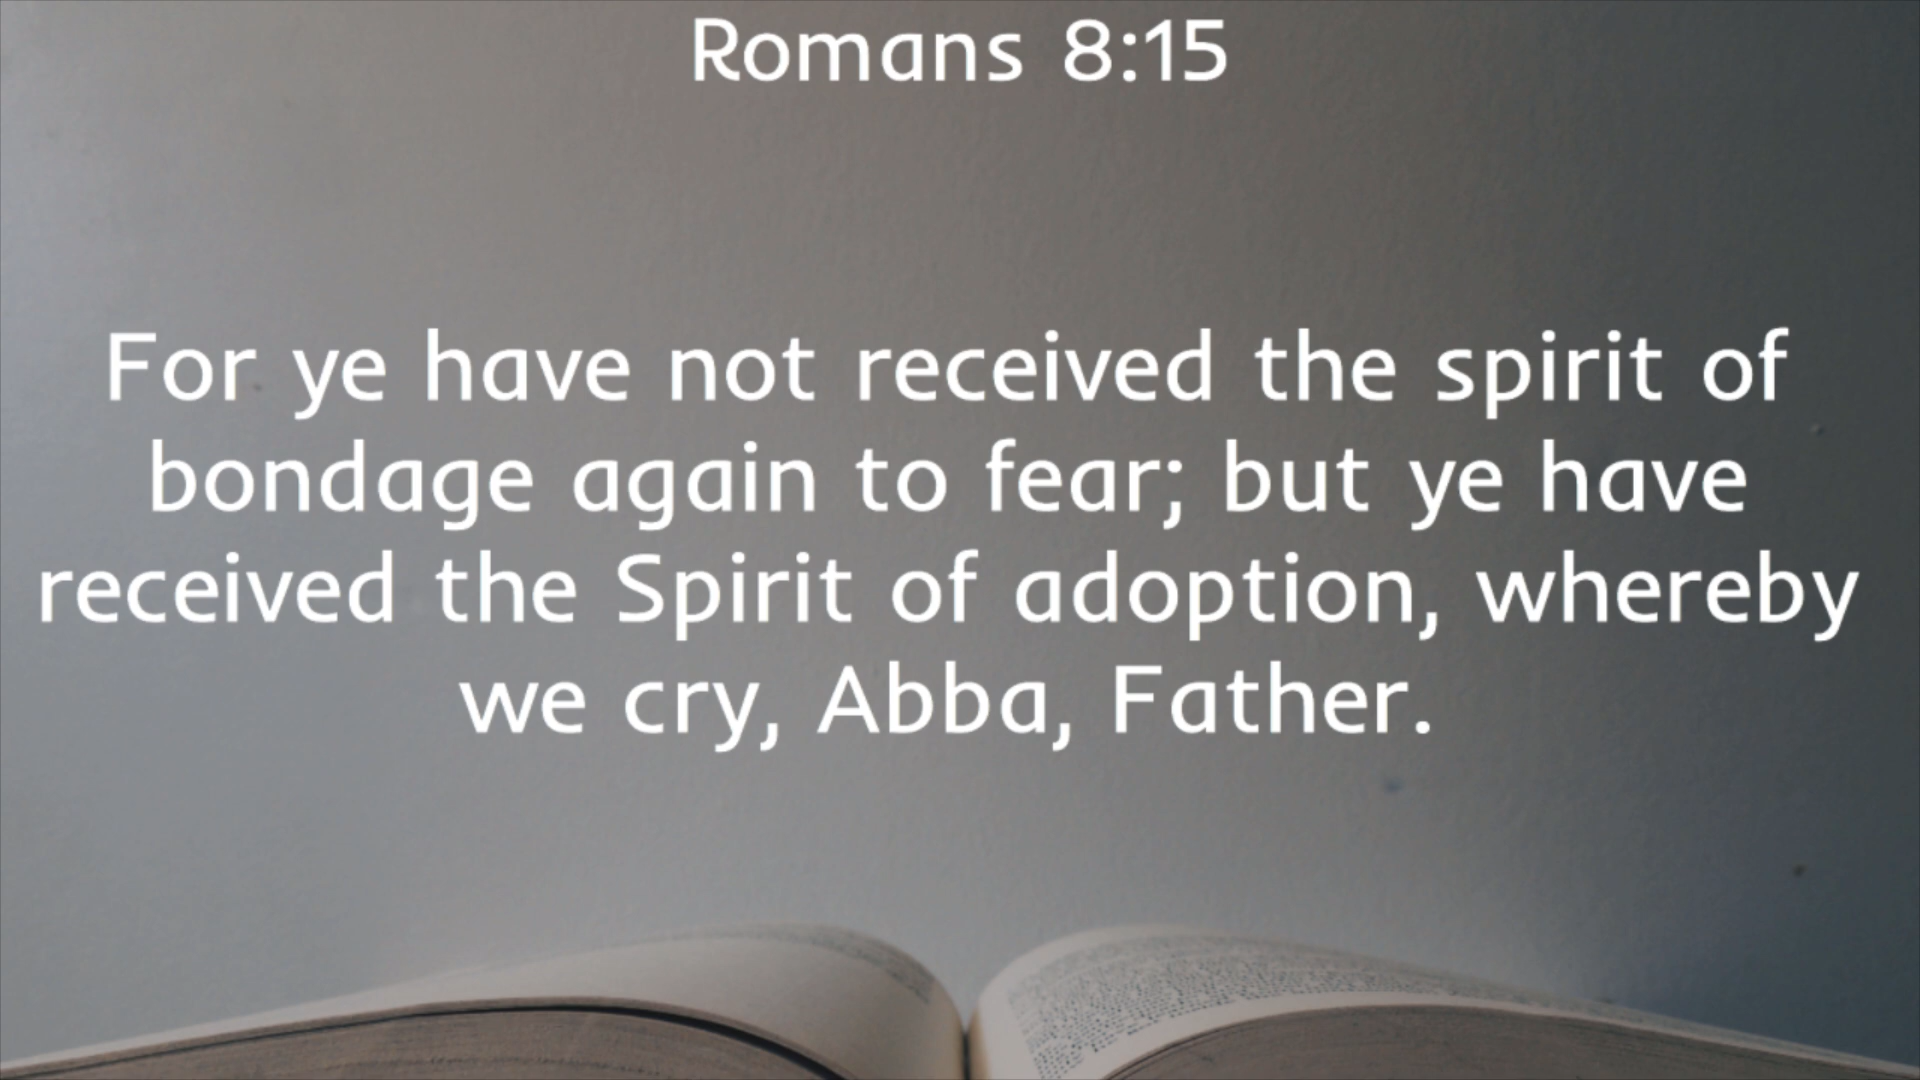 Romans 8:15
For ye have not received the spirit of
bondage again to fear; but ye have
received the Spirit of adoption, whereby
we cry, Abba, Father.